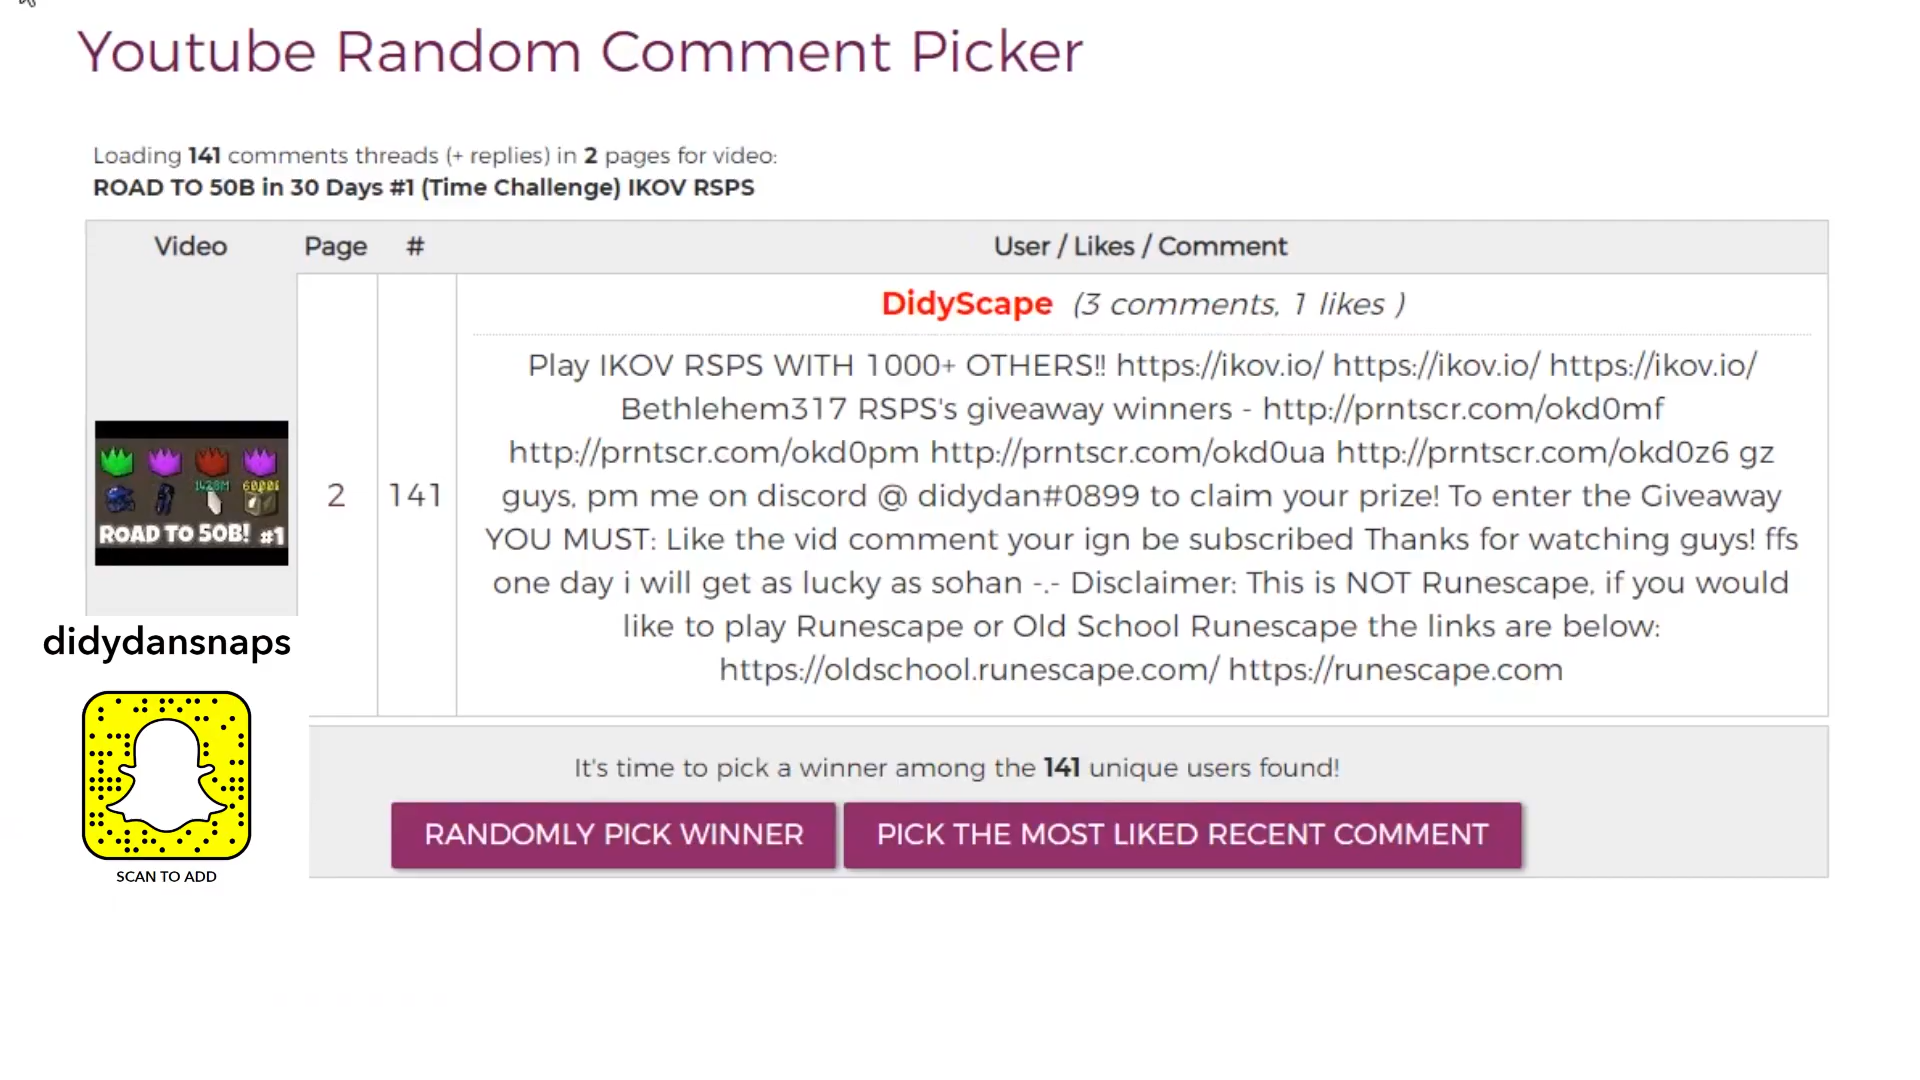 Youtube Random Comment Picker
Loading 141 comments threads (+ replies) in 2 pages for video:
ROAD TO 50B in 30 Days #1 (Time Challenge) IKOV RSPS
Video Page # User / Likes / Comment
DidyScape (3 comments, 1 likes )
Play IKOV RSPS WITH 1000+ OTHERS!! https://ikov.io/ https://ikov.io/ https://ikov.io/
Bethlehem317 RSPS's giveaway winners - http://prntscr.com/okd0mf
http://prntscr.com/okd0pm http://prntscr.com/okd0ua http://prntscr.com/okd0z6 gz
guys, pm me on discord @ didydan#0899 to claim your prize! To enter the Giveaway
YOU MUST: Like the vid comment your ign be subscribed Thanks for watching guys! ffs
one day i will get as lucky as sohan -.- Disclaimer: This is NOT Runescape, if you would
like to play Runescape or Old School Runescape the links are below:
https://oldschool.runescape.com/ https://runescape.com
2 141
ROAD TO 50B! #1
didydansnaps
SCAN TO ADD
It's time to pick a winner among the 141 unique users found!
RANDOMLY PICK WINNER PICK THE MOST LIKED RECENT COMMENT